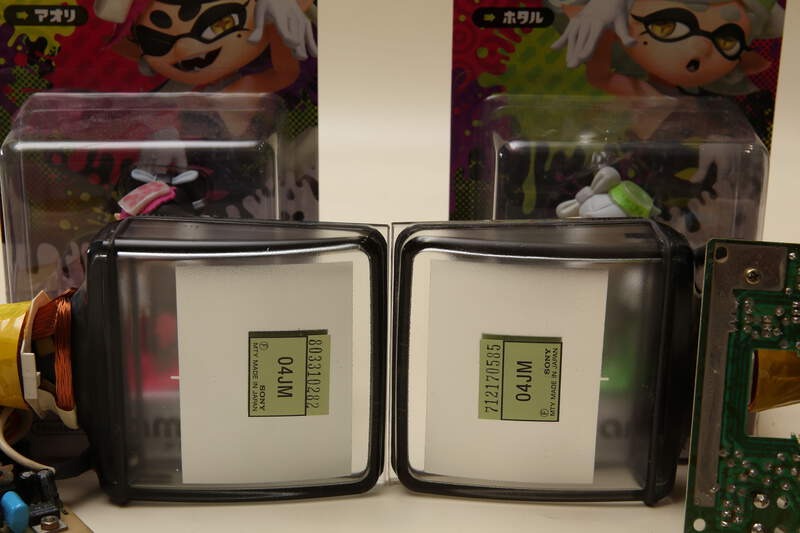 → アオリ
→ ホタル
803310282
04JM
SONY
MTY MADE IN JAPAN
712170585
04JM
SONY
MTY MADE IN JAPAN